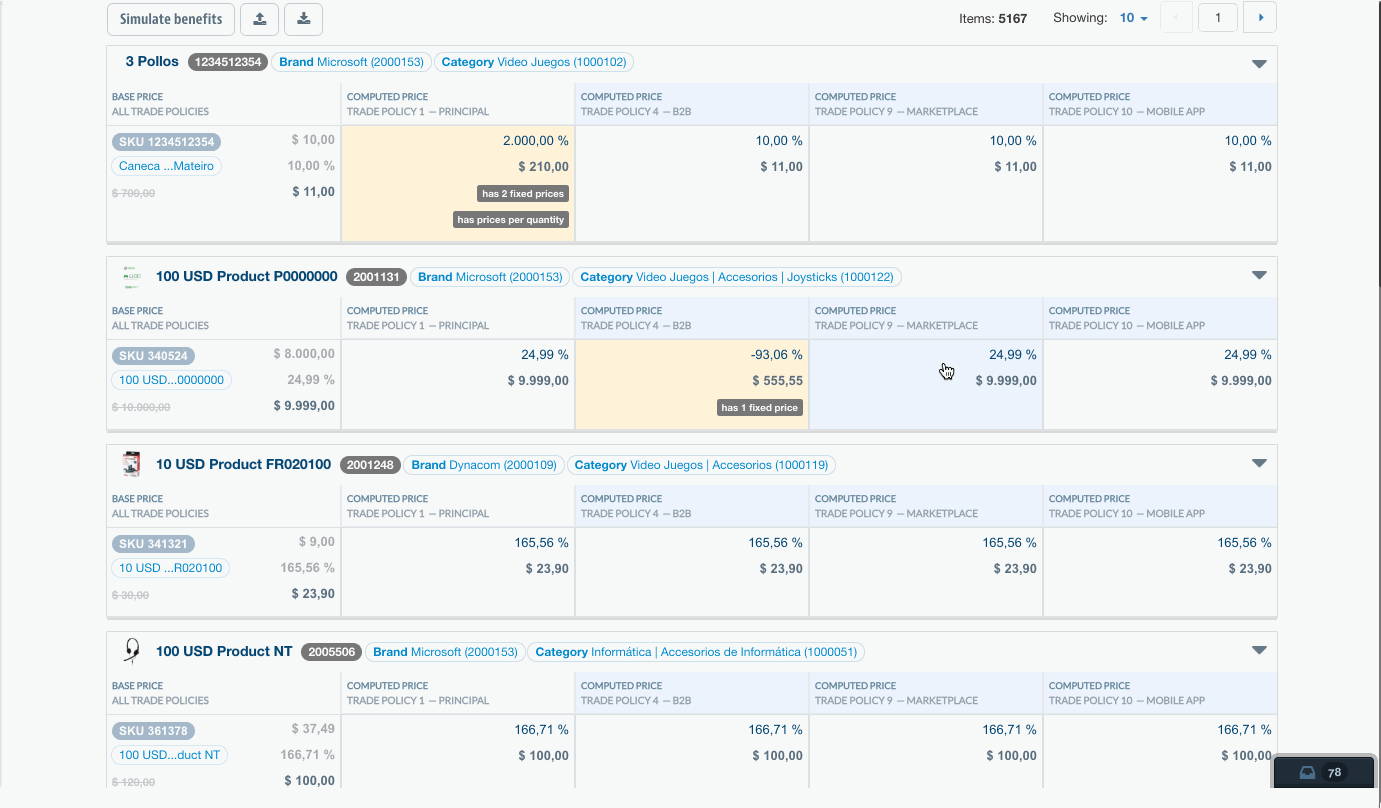 Simulate benefits
Items: 5167 Showing: 10 1
3 Pollos 1234512354 Brand Microsoft (2000153) Category Video Juegos (1000102)
BASE PRICE COMPUTED PRICE COMPUTED PRICE COMPUTED PRICE COMPUTED PRICE
ALL TRADE POLICIES TRADE POLICY 1 — PRINCIPAL TRADE POLICY 4 — B2B TRADE POLICY 9 — MARKETPLACE TRADE POLICY 10 — MOBILE APP
SKU 1234512354 $ 10,00 2.000,00 % 10,00 % 10,00 % 10,00 %
Caneca ...Mateiro 10,00 % $ 210,00 $ 11,00 $ 11,00 $ 11,00
$ 700,00 $ 11,00 has 2 fixed prices
has prices per quantity
100 USD Product P0000000 2001131 Brand Microsoft (2000153) Category Video Juegos | Accesorios | Joysticks (1000122)
BASE PRICE COMPUTED PRICE COMPUTED PRICE COMPUTED PRICE COMPUTED PRICE
ALL TRADE POLICIES TRADE POLICY 1 — PRINCIPAL TRADE POLICY 4 — B2B TRADE POLICY 9 — MARKETPLACE TRADE POLICY 10 — MOBILE APP
SKU 340524 $ 8.000,00 24,99 % -93,06 % 24,99 % 24,99 %
100 USD...0000000 24,99 % $ 9.999,00 $ 555,55 $ 9.999,00 $ 9.999,00
$ 10.000,00 $ 9.999,00 has 1 fixed price
10 USD Product FR020100 2001248 Brand Dynacom (2000109) Category Video Juegos | Accesorios (1000119)
BASE PRICE COMPUTED PRICE COMPUTED PRICE COMPUTED PRICE COMPUTED PRICE
ALL TRADE POLICIES TRADE POLICY 1 — PRINCIPAL TRADE POLICY 4 — B2B TRADE POLICY 9 — MARKETPLACE TRADE POLICY 10 — MOBILE APP
SKU 341321 $ 9,00 165,56 % 165,56 % 165,56 % 165,56 %
10 USD ...R020100 165,56 % $ 23,90 $ 23,90 $ 23,90 $ 23,90
$ 30,00 $ 23,90
100 USD Product NT 2005506 Brand Microsoft (2000153) Category Informática | Accesorios de Informática (1000051)
BASE PRICE COMPUTED PRICE COMPUTED PRICE COMPUTED PRICE COMPUTED PRICE
ALL TRADE POLICIES TRADE POLICY 1 — PRINCIPAL TRADE POLICY 4 — B2B TRADE POLICY 9 — MARKETPLACE TRADE POLICY 10 — MOBILE APP
SKU 361378 $ 37,49 166,71 % 166,71 % 166,71 % 166,71 %
100 USD...duct NT 166,71 % $ 100,00 $ 100,00 $ 100,00 $ 100,00
$ 120,00 $ 100,00
78